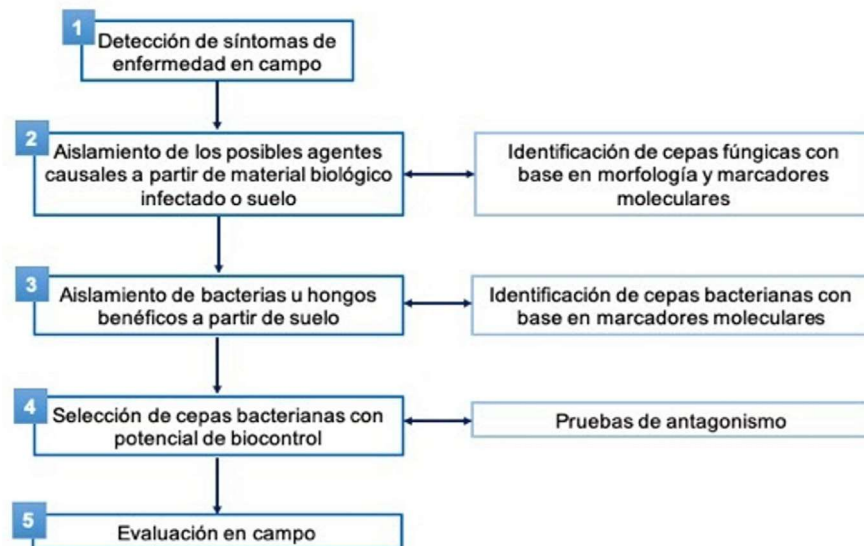 1
Detección de síntomas de
enfermedad en campo
2
Aislamiento de los posibles agentes
causales a partir de material biológico
infectado o suelo
Identificación de cepas fúngicas con
base en morfología y marcadores
moleculares
3
Aislamiento de bacterias u hongos
benéficos a partir de suelo
Identificación de cepas bacterianas con
base en marcadores moleculares
4
Selección de cepas bacterianas con
potencial de biocontrol
Pruebas de antagonismo
5
Evaluación en campo